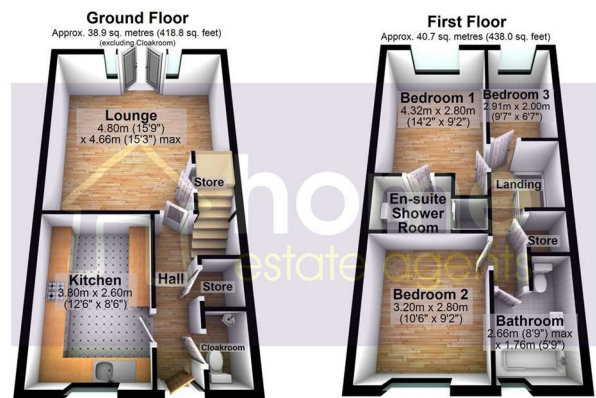 Ground Floor
Approx. 38.9 sq. metres (418.8 sq. feet)
(excluding Cloakroom)
Lounge
4.80m (15'9")
x 4.66m (15'3") max
Store
Kitchen
3.80m x 2.60m
(12'6" x 8'6")
Hall
Store
Cloakroom
First Floor
Approx. 40.7 sq. metres (438.0 sq. feet)
Bedroom 1
4.32m x 2.80m
(14'2" x 9'2")
Bedroom 3
2.91m x 2.00m
(9'7" x 6'7")
Landing
En-suite
Shower
Room
Store
Bedroom 2
3.20m x 2.80m
(10'6" x 9'2")
Bathroom
2.66m (8'9") max
x 1.76m (5'9")
home
estate agents